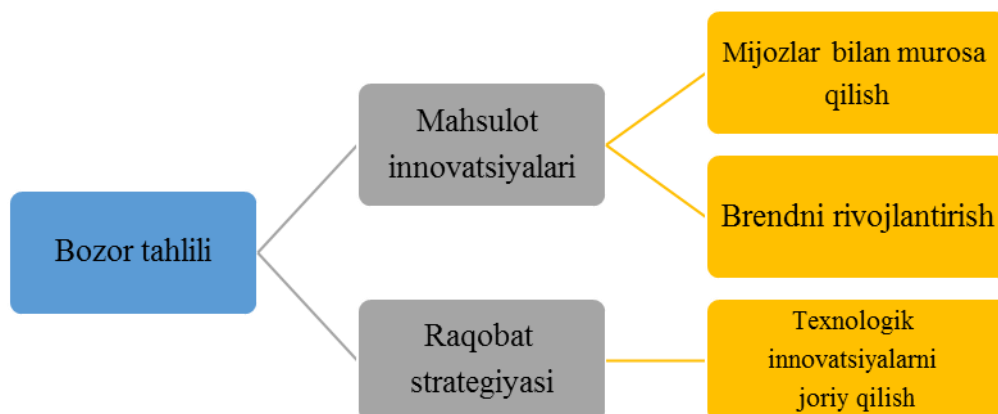 Bozor tahlili
Mahsulot
innovatsiyalari
Raqobat
strategiyasi
Mijozlar bilan murosa
qilish
Brendni rivojlantirish
Texnologik
innovatsiyalarni
joriy qilish